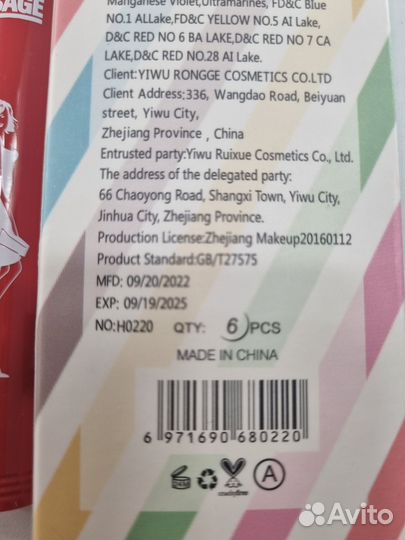 SAGE
Manganese Violet,Ultramarines, FD&C Blue
NO.1 ALLake,FD&C YELLOW NO.5 AI Lake,
D&C RED NO 6 BA LAKE,D&C RED NO 7 CA
LAKE,D&C RED NO.28 AI Lake.
Client:YIWU RONGGE COSMETICS CO.LTD
Client Address:336, Wangdao Road, Beiyuan
street, Yiwu City,
Zhejiang Province , China
Entrusted party:Yiwu Ruixue Cosmetics Co., Ltd.
The address of the delegated party:
66 Chaoyong Road, Shangxi Town, Yiwu City,
Jinhua City, Zhejiang Province.
Production License:Zhejiang Makeup20160112
Product Standard:GB/T27575
MFD: 09/20/2022
EXP: 09/19/2025
NO:H0220 QTY: 6 PCS
MADE IN CHINA
6 971690 680220
crueltyfree
A
Avito